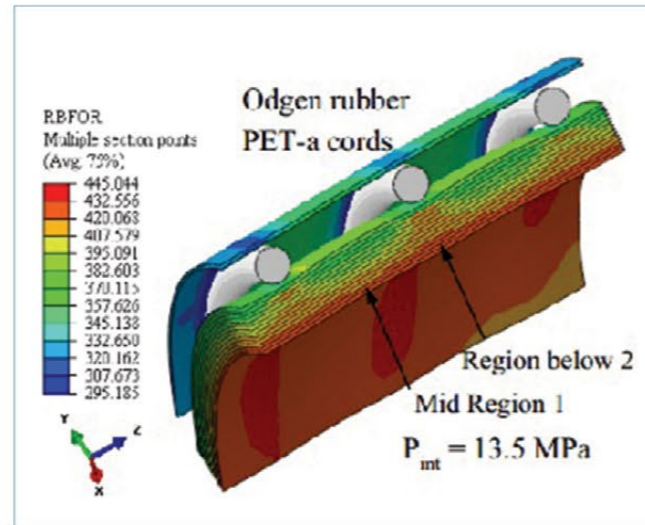 Odgen rubber
PET-a cords
RBFOR
Multiple section points
(Avg: 75%)
445.044
432.556
420.068
407.579
395.091
382.603
370.115
357.626
345.138
332.650
320.162
307.673
295.185
Region below 2
Mid Region 1
P_int = 13.5 MPa
Y
Z
X